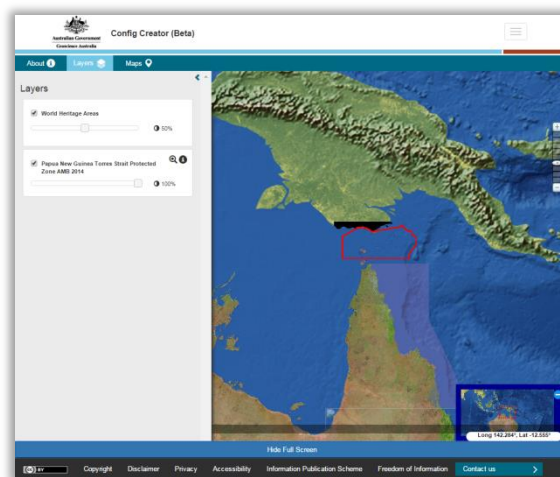 Australian Government
Geoscience Australia
Config Creator (Beta)
About
Layers
Maps
Layers
World Heritage Areas
50%
Papua New Guinea Torres Strait Protected
Zone AMB 2014
100%
Long 142.264°, Lat -12.555°
Hide Full Screen
(cc) BY
Copyright
Disclaimer
Privacy
Accessibility
Information Publication Scheme
Freedom of Information
Contact us